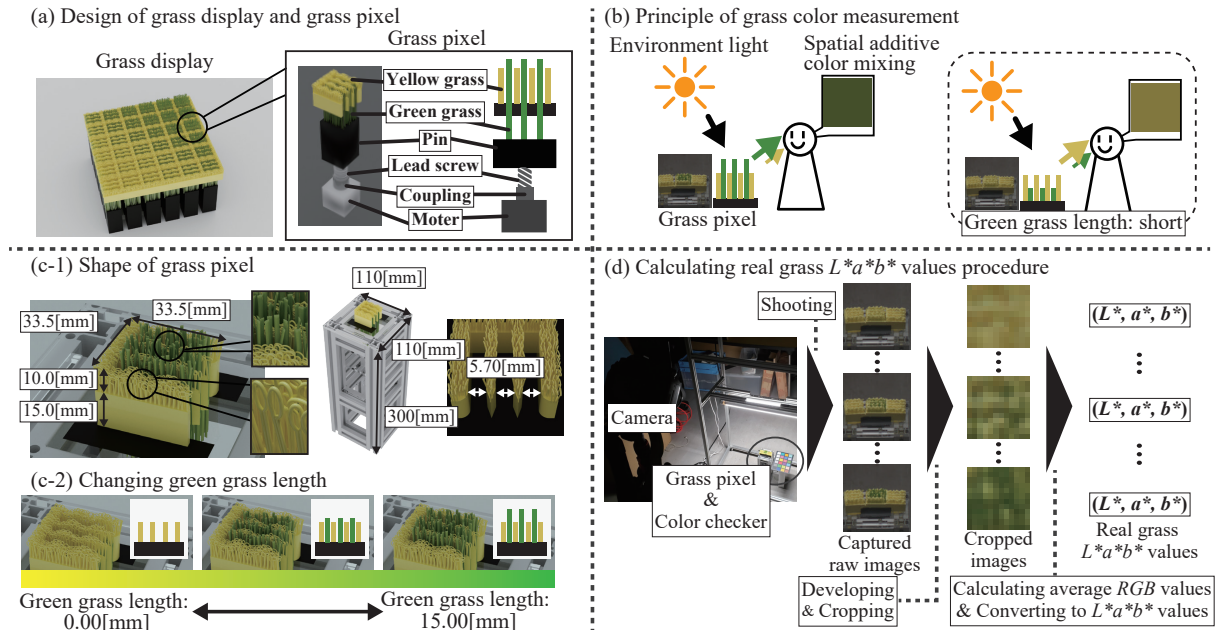 (a) Design of grass display and grass pixel
Grass display
Grass pixel
Yellow grass
Green grass
Pin
Lead screw
Coupling
Moter
(b) Principle of grass color measurement
Environment light
Spatial additive
color mixing
Grass pixel
Green grass length: short
(c-1) Shape of grass pixel
33.5[mm]
33.5[mm]
10.0[mm]
15.0[mm]
110[mm]
110[mm]
300[mm]
5.70[mm]
(c-2) Changing green grass length
Green grass length:
0.00[mm]
Green grass length:
15.00[mm]
(d) Calculating real grass L*a*b* values procedure
Shooting
Camera
Grass pixel
&
Color checker
Captured
raw images
Developing
& Cropping
Cropped
images
Calculating average RGB values
& Converting to L*a*b* values
(L*, a*, b*)
(L*, a*, b*)
(L*, a*, b*)
Real grass
L*a*b* values